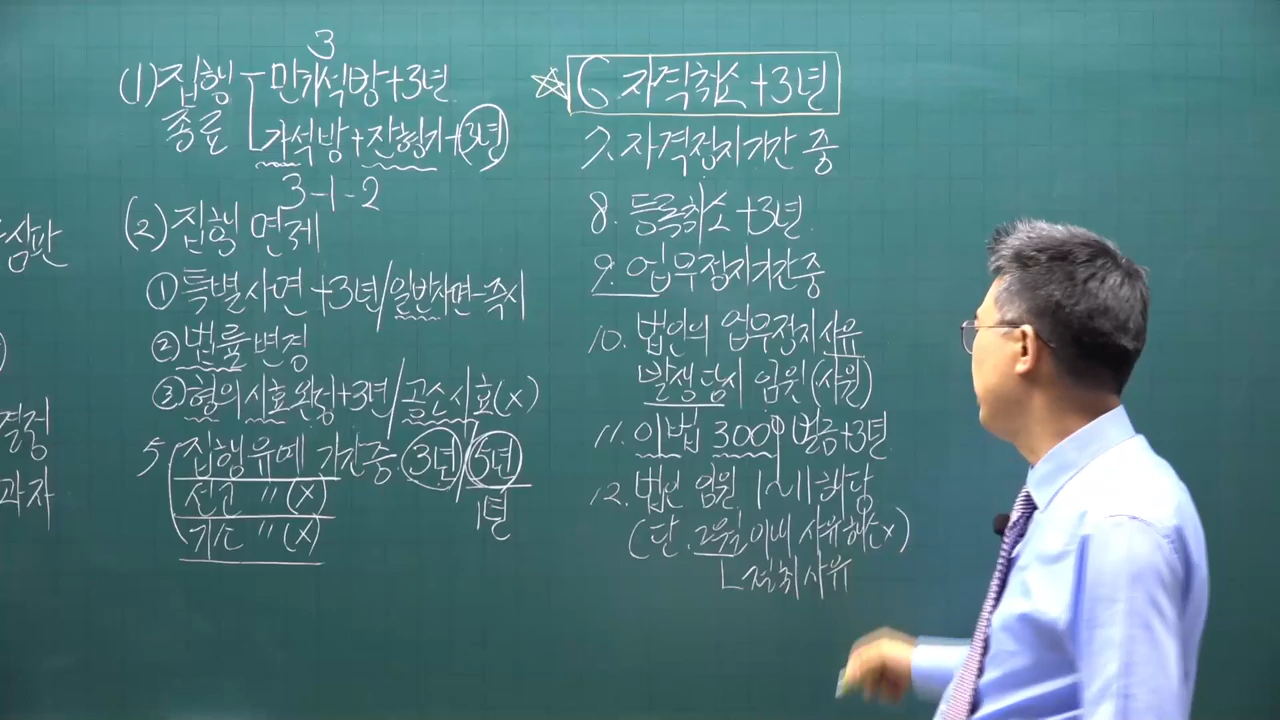 심판
결정
과자
3
(1) 집행 종료
만기석방+3년
가석방+잔형기+3년
3-1-2
(2) 집행 면제
① 특별사면+3년/일반사면-즉시
② 법률변경
③ 형의 시효완성+3년/공소시효(x)
5 집행유예 기간중 3년/5년
1년
선고 〃 (x)
기소 〃 (x)
☆ 6 자격취소+3년
7. 자격정지기간 중
8. 등록취소+3년
9. 업무정지기간중
10. 법인의 업무정지사유
발생당시 임원(사원)
11. 이법 300↑ 벌금+3년
12. 법인 임원 1~11해당
(단, 2월이내 사유해소x)
ㄴ절취사유